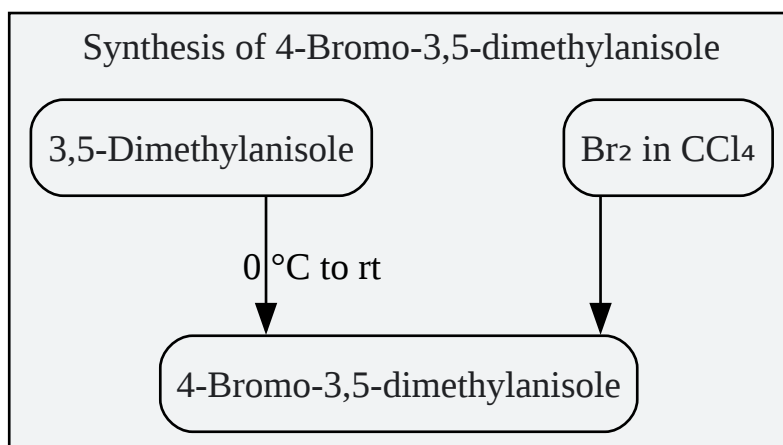 Synthesis of 4-Bromo-3,5-dimethylanisole
3,5-Dimethylanisole
Br₂ in CCl₄
0 °C to rt
4-Bromo-3,5-dimethylanisole